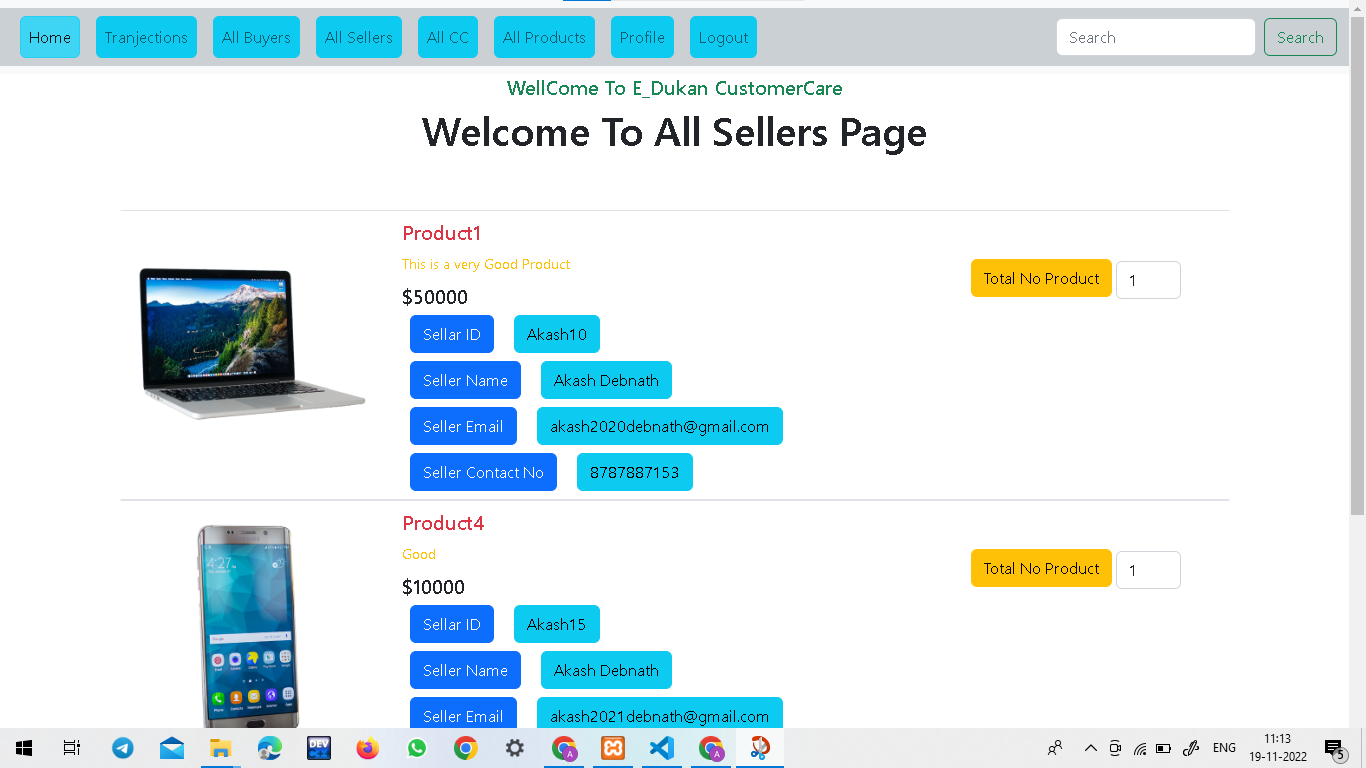 Home Tranjections All Buyers All Sellers All CC All Products Profile Logout Search Search
WellCome To E_Dukan CustomerCare
Welcome To All Sellers Page
Product1
This is a very Good Product
Total No Product 1
$50000
Sellar ID Akash10
Seller Name Akash Debnath
Seller Email akash2020debnath@gmail.com
Seller Contact No 8787887153
Product4
Good
Total No Product 1
$10000
Sellar ID Akash15
Seller Name Akash Debnath
Seller Email akash2021debnath@gmail.com
4:27
Google
DEV
A
A
ENG
11:13
19-11-2022
5